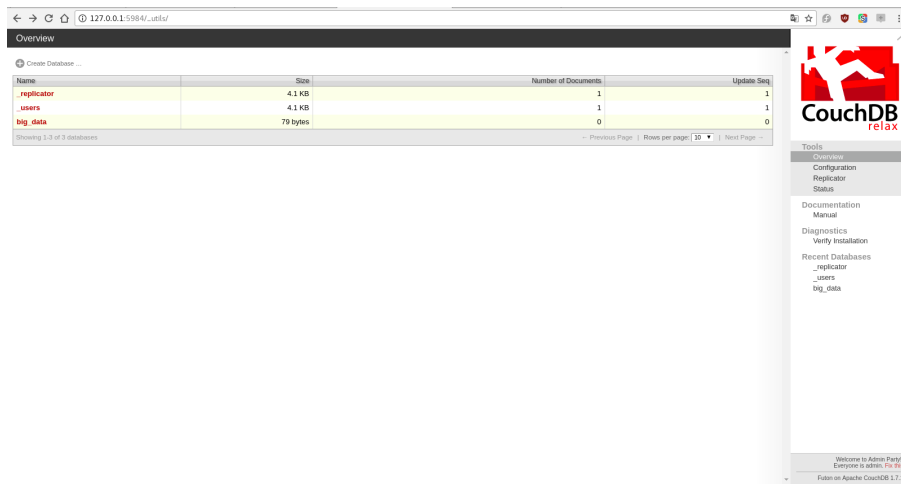 127.0.0.1:5984/_utils/
Overview
Create Database ...
Name Size Number of Documents Update Seq
_replicator 4.1 KB 1 1
_users 4.1 KB 1 1
big_data 79 bytes 0 0
Showing 1-3 of 3 databases ← Previous Page | Rows per page: 10 | Next Page →
CouchDB
relax
Tools
Overview
Configuration
Replicator
Status
Documentation
Manual
Diagnostics
Verify Installation
Recent Databases
_replicator
_users
big_data
Welcome to Admin Party!
Everyone is admin. Fix thi
Futon on Apache CouchDB 1.7.